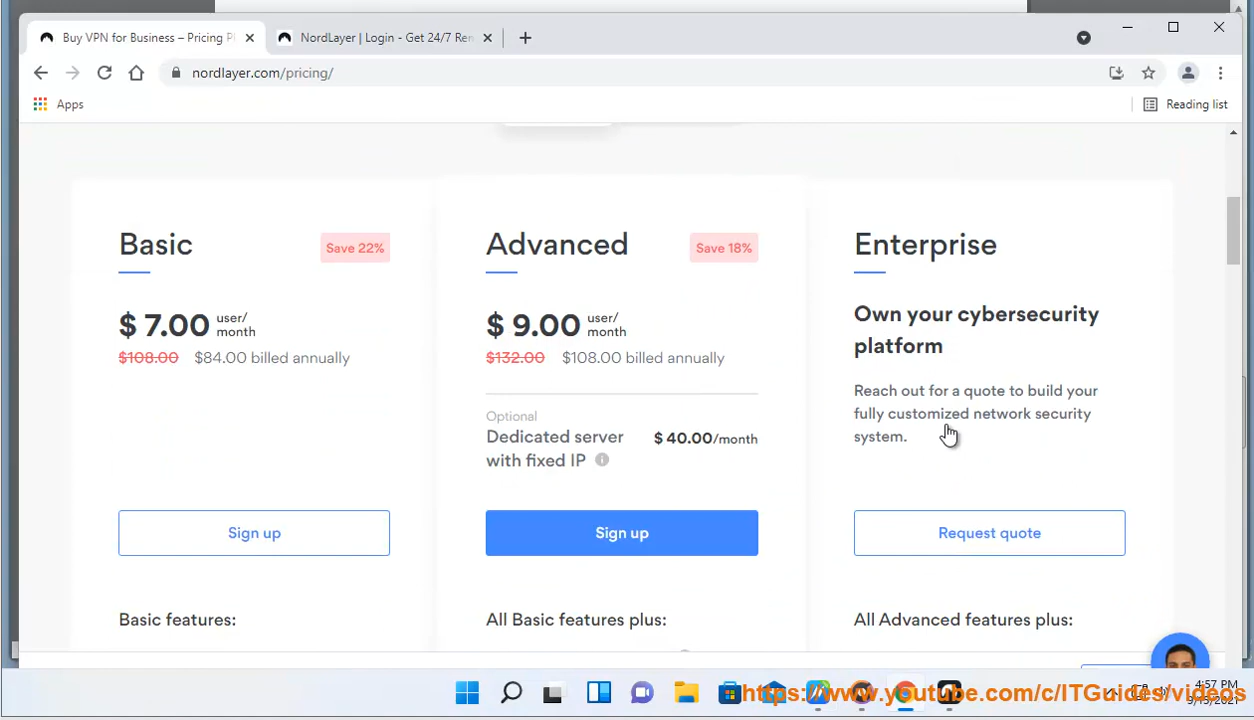 Buy VPN for Business – Pricing P
NordLayer | Login - Get 24/7 Rem
nordlayer.com/pricing/
Apps
Reading list
Basic
Save 22%
$ 7.00 user/
month
$108.00 $84.00 billed annually
Sign up
Basic features:
Advanced
Save 18%
$ 9.00 user/
month
$132.00 $108.00 billed annually
Optional
Dedicated server
with fixed IP
$ 40.00/month
Sign up
All Basic features plus:
Enterprise
Own your cybersecurity
platform
Reach out for a quote to build your
fully customized network security
system.
Request quote
All Advanced features plus:
https://www.youtube.com/c/ITGuides/videos
4:57 PM